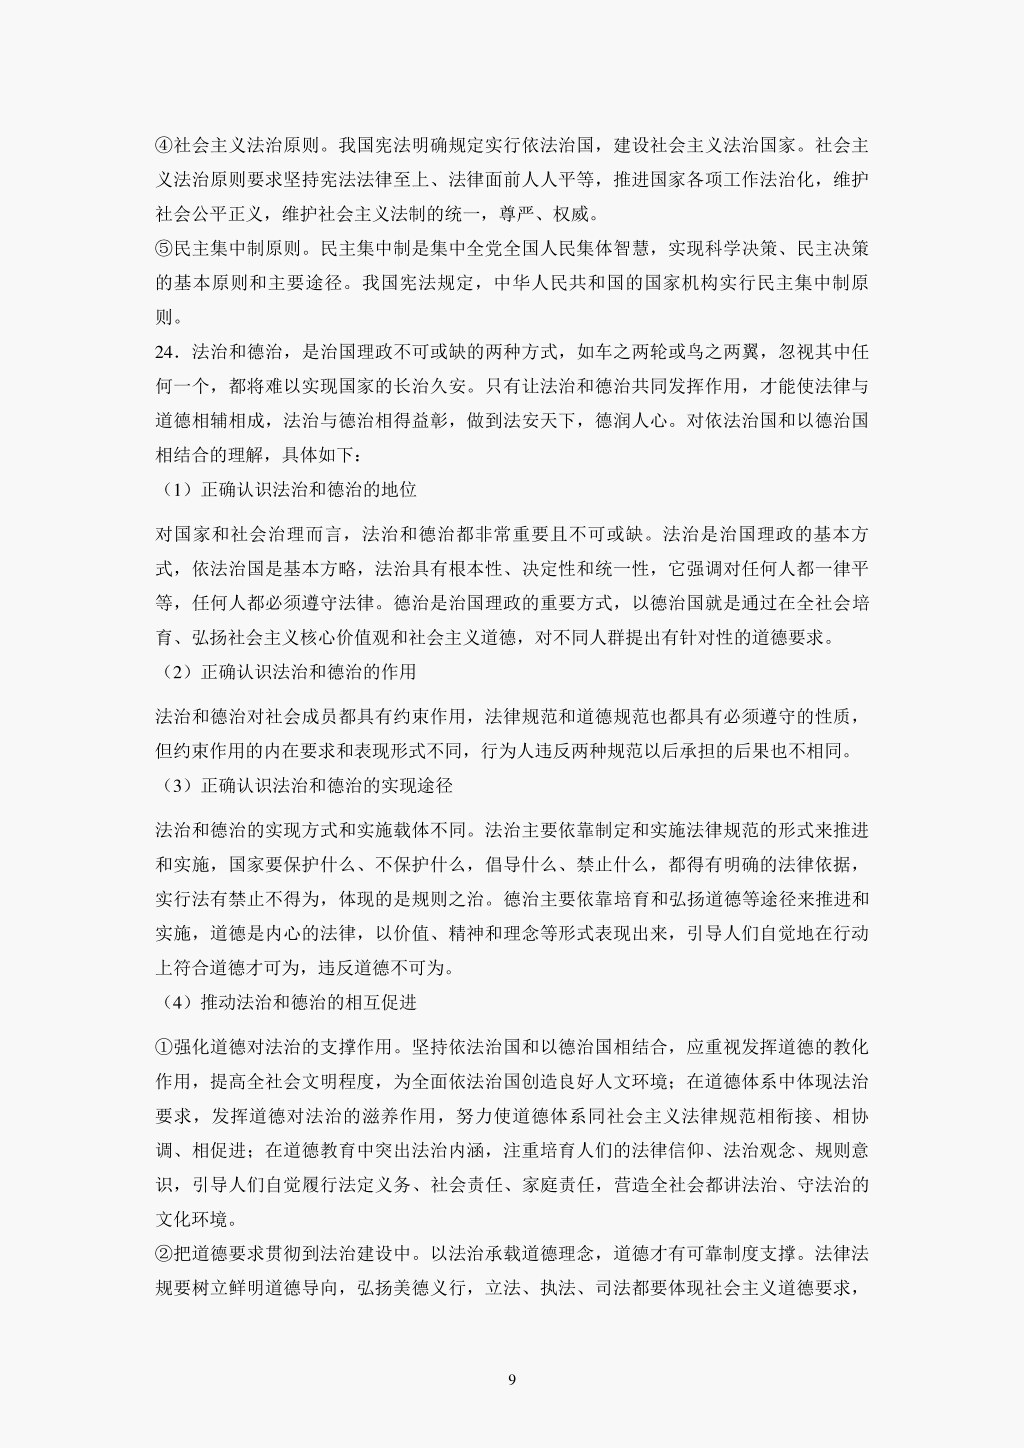 ④社会主义法治原则。我国宪法明确规定实行依法治国，建设社会主义法治国家。社会主
义法治原则要求坚持宪法法律至上、法律面前人人平等，推进国家各项工作法治化，维护
社会公平正义，维护社会主义法制的统一，尊严、权威。
⑤民主集中制原则。民主集中制是集中全党全国人民集体智慧，实现科学决策、民主决策
的基本原则和主要途径。我国宪法规定，中华人民共和国的国家机构实行民主集中制原
则。
24．法治和德治，是治国理政不可或缺的两种方式，如车之两轮或鸟之两翼，忽视其中任
何一个，都将难以实现国家的长治久安。只有让法治和德治共同发挥作用，才能使法律与
道德相辅相成，法治与德治相得益彰，做到法安天下，德润人心。对依法治国和以德治国
相结合的理解，具体如下：
（1）正确认识法治和德治的地位
对国家和社会治理而言，法治和德治都非常重要且不可或缺。法治是治国理政的基本方
式，依法治国是基本方略，法治具有根本性、决定性和统一性，它强调对任何人都一律平
等，任何人都必须遵守法律。德治是治国理政的重要方式，以德治国就是通过在全社会培
育、弘扬社会主义核心价值观和社会主义道德，对不同人群提出有针对性的道德要求。
（2）正确认识法治和德治的作用
法治和德治对社会成员都具有约束作用，法律规范和道德规范也都具有必须遵守的性质，
但约束作用的内在要求和表现形式不同，行为人违反两种规范以后承担的后果也不相同。
（3）正确认识法治和德治的实现途径
法治和德治的实现方式和实施载体不同。法治主要依靠制定和实施法律规范的形式来推进
和实施，国家要保护什么、不保护什么，倡导什么、禁止什么，都得有明确的法律依据，
实行法有禁止不得为，体现的是规则之治。德治主要依靠培育和弘扬道德等途径来推进和
实施，道德是内心的法律，以价值、精神和理念等形式表现出来，引导人们自觉地在行动
上符合道德才可为，违反道德不可为。
（4）推动法治和德治的相互促进
①强化道德对法治的支撑作用。坚持依法治国和以德治国相结合，应重视发挥道德的教化
作用，提高全社会文明程度，为全面依法治国创造良好人文环境；在道德体系中体现法治
要求，发挥道德对法治的滋养作用，努力使道德体系同社会主义法律规范相衔接、相协
调、相促进；在道德教育中突出法治内涵，注重培育人们的法律信仰、法治观念、规则意
识，引导人们自觉履行法定义务、社会责任、家庭责任，营造全社会都讲法治、守法治的
文化环境。
②把道德要求贯彻到法治建设中。以法治承载道德理念，道德才有可靠制度支撑。法律法
规要树立鲜明道德导向，弘扬美德义行，立法、执法、司法都要体现社会主义道德要求，
9